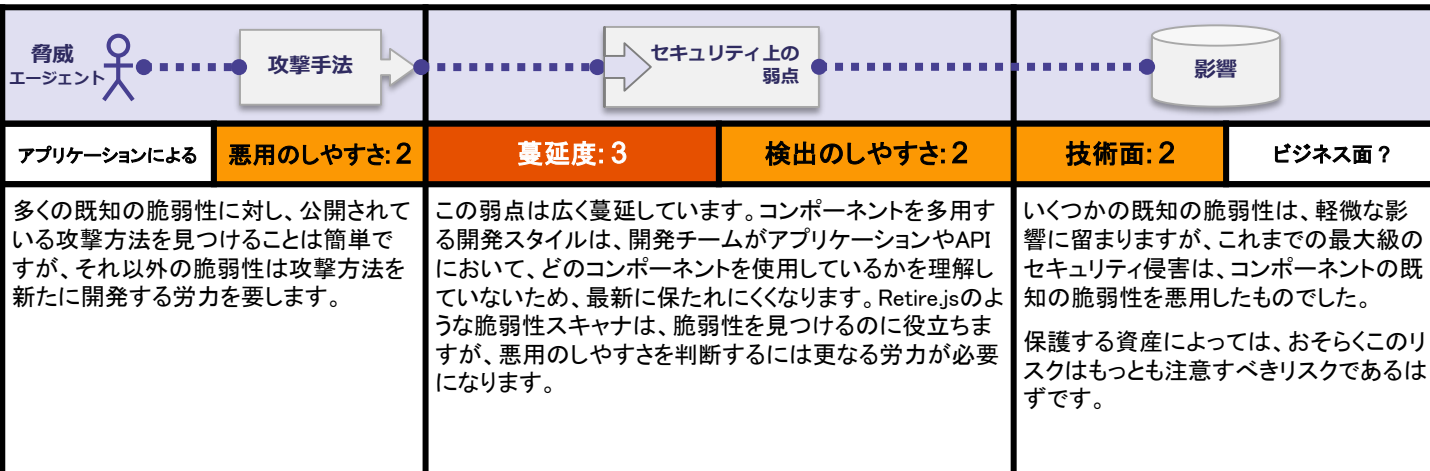 脅威
エージェント
攻撃手法
セキュリティ上の
弱点
影響
アプリケーションによる
悪用のしやすさ: 2
蔓延度: 3
検出のしやすさ: 2
技術面: 2
ビジネス面 ?
多くの既知の脆弱性に対し、公開されて
いる攻撃方法を見つけることは簡単で
すが、それ以外の脆弱性は攻撃方法を
新たに開発する労力を要します。
この弱点は広く蔓延しています。コンポーネントを多用す
る開発スタイルは、開発チームがアプリケーションやAPI
において、どのコンポーネントを使用しているかを理解し
ていないため、最新に保たれにくくなります。Retire.jsのよ
うな脆弱性スキャナは、脆弱性を見つけるのに役立ちま
すが、悪用のしやすさを判断するには更なる労力が必要
になります。
いくつかの既知の脆弱性は、軽微な影
響に留まりますが、これまでの最大級の
セキュリティ侵害は、コンポーネントの既
知の脆弱性を悪用したものでした。
保護する資産によっては、おそらくこのリ
スクはもっとも注意すべきリスクであるは
ずです。